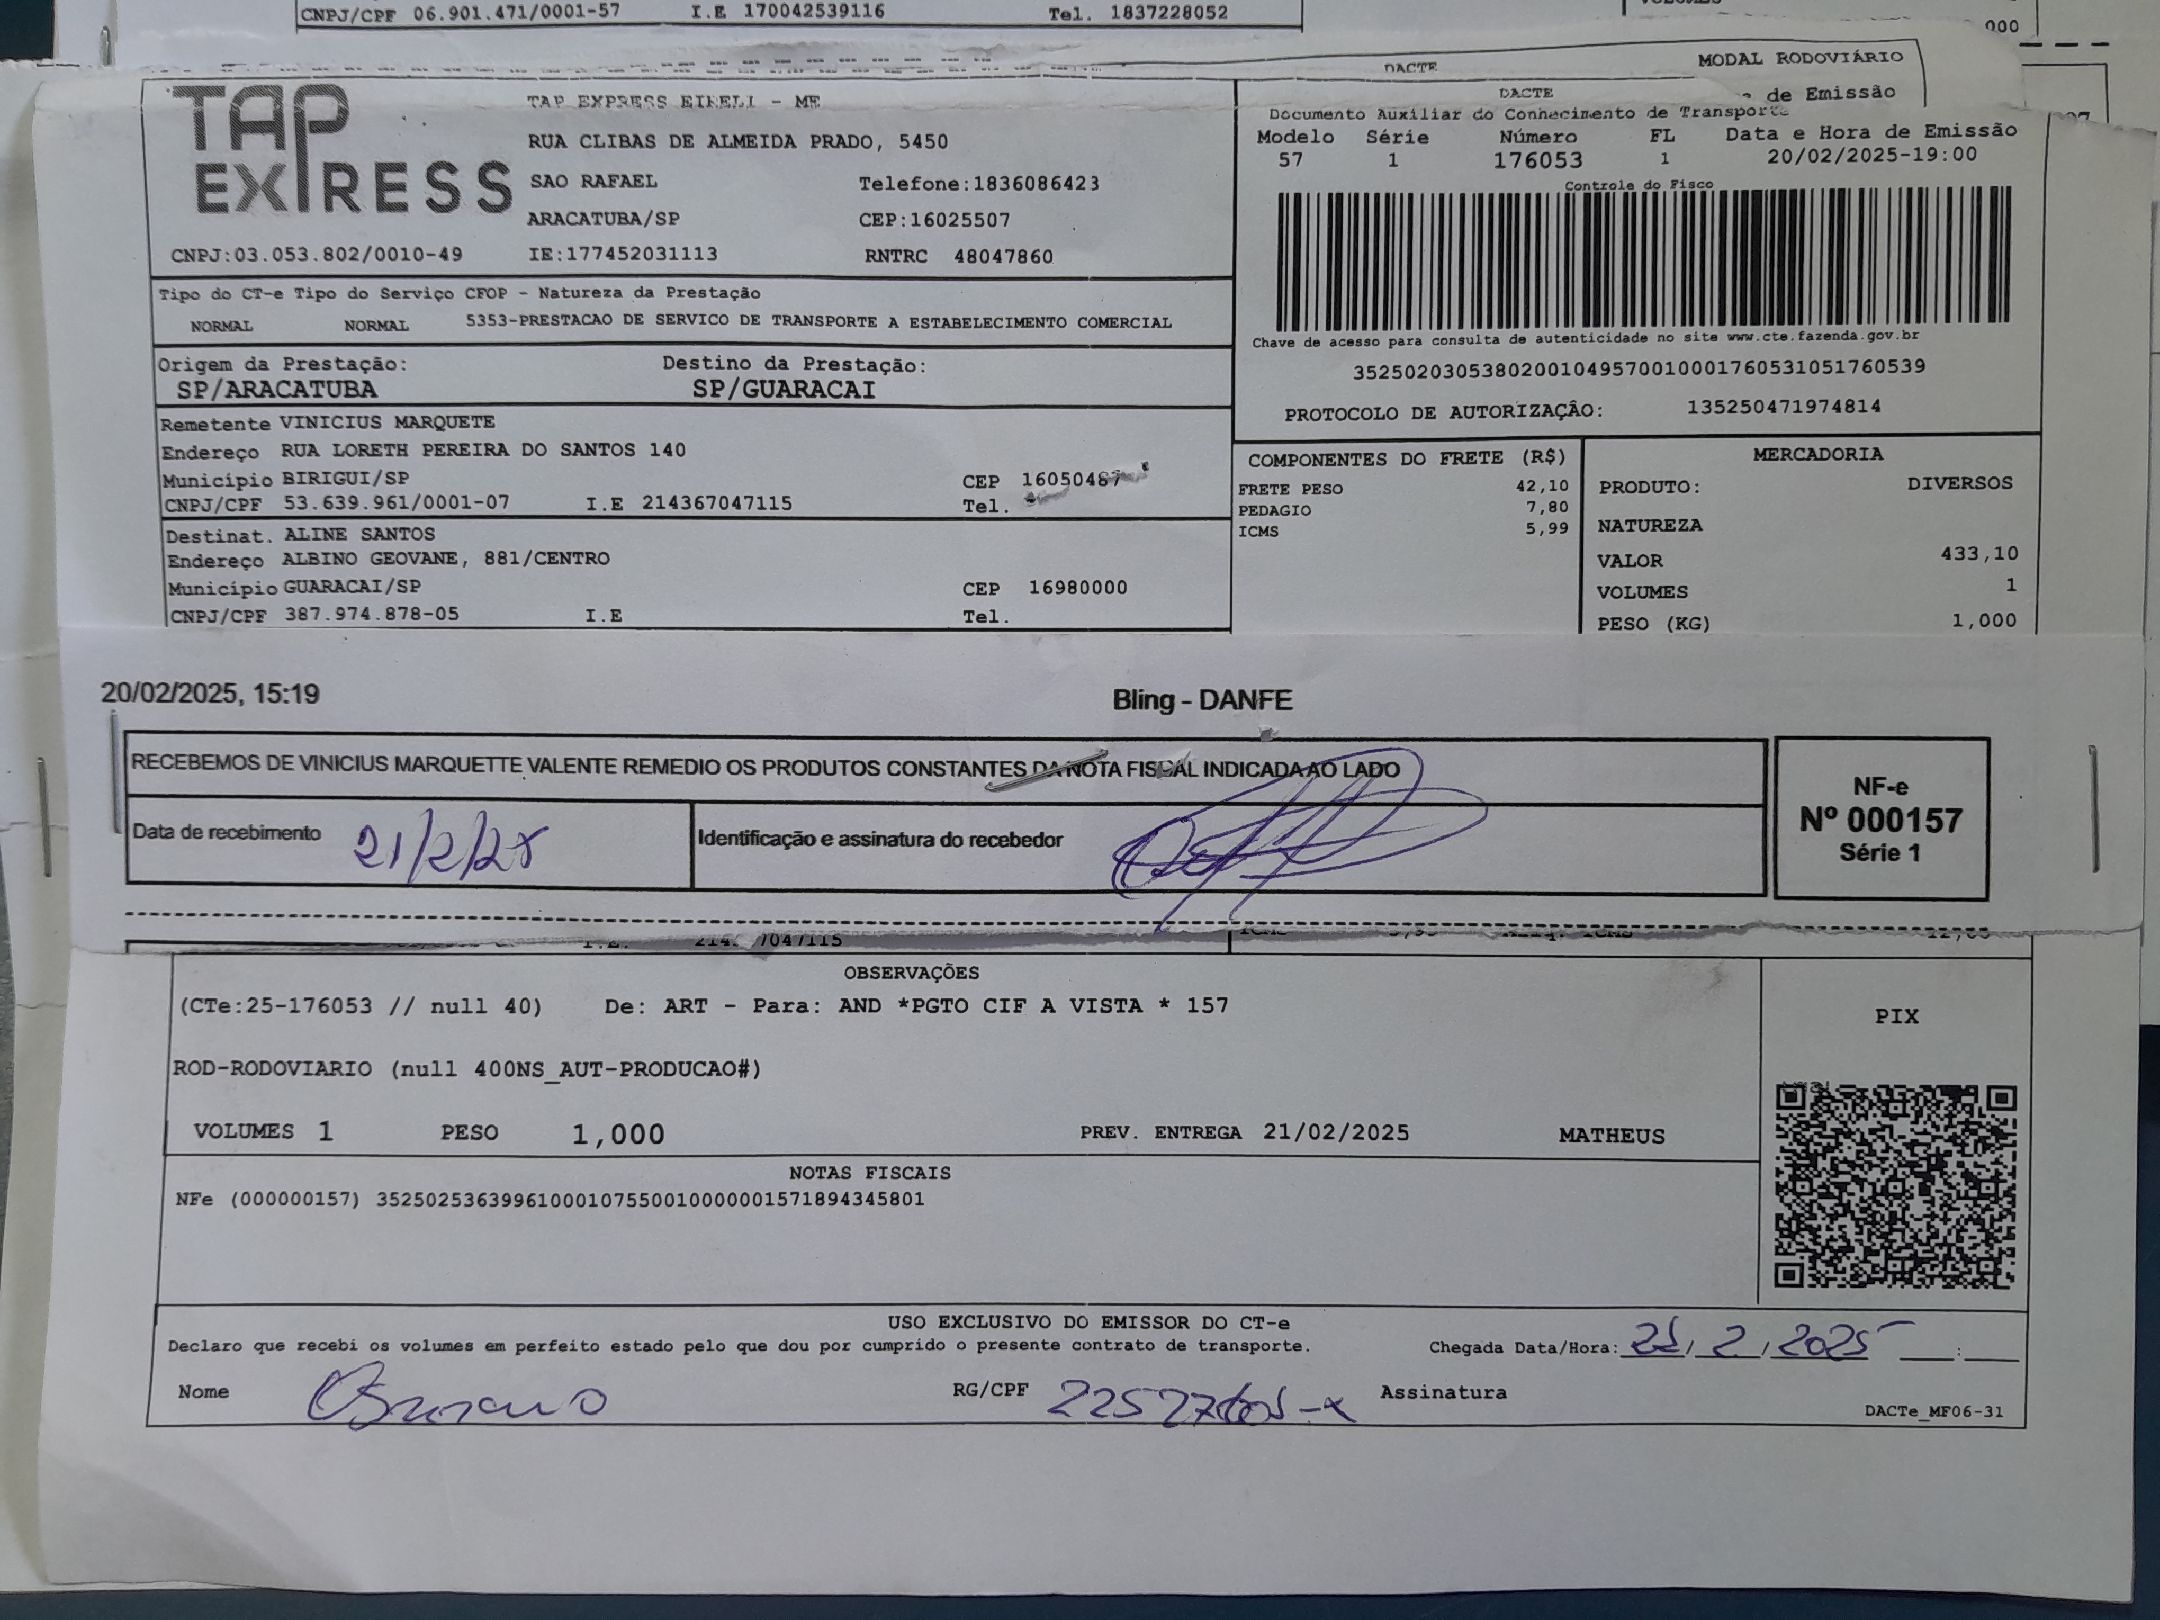 CNPJ/CPF 06.901.471/0001-57 I.E 170042539116 Tel. 1837228052
000
DACTE MODAL RODOVIÁRIO
de Emissão
TAP EXPRESS
TAP EXPRESS EIRELI - ME
RUA CLIBAS DE ALMEIDA PRADO, 5450
SAO RAFAEL Telefone:1836086423
ARACATUBA/SP CEP:16025507
CNPJ:03.053.802/0010-49 IE:177452031113 RNTRC 48047860
DACTE
Documento Auxiliar do Conhecimento de Transporte
Modelo Série Número FL Data e Hora de Emissão
57 1 176053 1 20/02/2025-19:00
Controle do Fisco
Chave de acesso para consulta de autenticidade no site www.cte.fazenda.gov.br
35250203053802001049570010001760531051760539
PROTOCOLO DE AUTORIZAÇÂO: 135250471974814
Tipo do CT-e Tipo do Serviço CFOP - Natureza da Prestação
NORMAL NORMAL 5353-PRESTACAO DE SERVICO DE TRANSPORTE A ESTABELECIMENTO COMERCIAL
Origem da Prestação: Destino da Prestação:
SP/ARACATUBA SP/GUARACAI
Remetente VINICIUS MARQUETE
Endereço RUA LORETH PEREIRA DO SANTOS 140
Município BIRIGUI/SP CEP 16050487
CNPJ/CPF 53.639.961/0001-07 I.E 214367047115 Tel.
Destinat. ALINE SANTOS
Endereço ALBINO GEOVANE, 881/CENTRO
Município GUARACAI/SP CEP 16980000
CNPJ/CPF 387.974.878-05 I.E Tel.
COMPONENTES DO FRETE (R$)
FRETE PESO 42,10
PEDAGIO 7,80
ICMS 5,99
MERCADORIA
PRODUTO: DIVERSOS
NATUREZA
VALOR 433,10
VOLUMES 1
PESO (KG) 1,000
20/02/2025, 15:19 Bling - DANFE
RECEBEMOS DE VINICIUS MARQUETTE VALENTE REMEDIO OS PRODUTOS CONSTANTES DA NOTA FISCAL INDICADA AO LADO
Data de recebimento 21/2/25 Identificação e assinatura do recebedor
NF-e
Nº 000157
Série 1
OBSERVAÇÕES
(CTe:25-176053 // null 40) De: ART - Para: AND *PGTO CIF A VISTA * 157
ROD-RODOVIARIO (null 400NS_AUT-PRODUCAO#)
VOLUMES 1 PESO 1,000 PREV. ENTREGA 21/02/2025 MATHEUS
PIX
NOTAS FISCAIS
NFe (000000157) 35250253639961000107550010000001571894345801
USO EXCLUSIVO DO EMISSOR DO CT-e
Declaro que recebi os volumes em perfeito estado pelo que dou por cumprido o presente contrato de transporte. Chegada Data/Hora: 21/2/2025 :
Nome RG/CPF Assinatura
DACTe_MF06-31